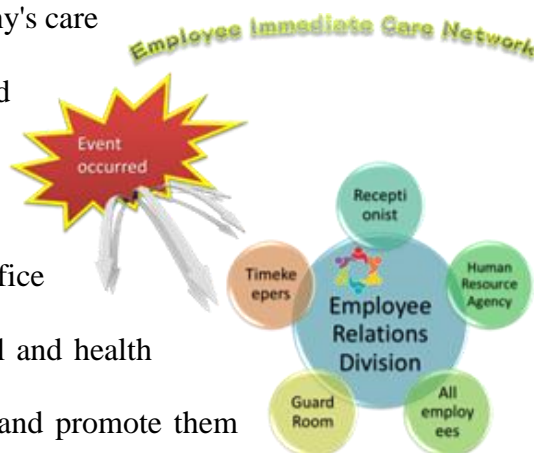 ny's care
Employee Immediate Care Network
d
Event
occurred
Recepti
onist
fice
Timeke
epers
Human
Resource
Agency
Employee
Relations
Division
l and health
Guard
Room
All
employ
ees
and promote them